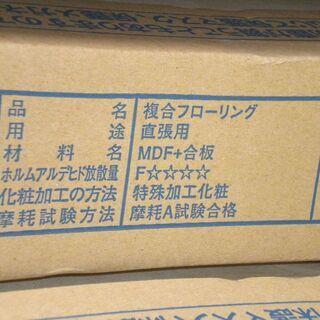 品名 複合フローリング
用途 直張用
材料名 MDF+合板
ホルムアルデヒド放散量 F☆☆☆☆
化粧加工の方法 特殊加工化粧
摩耗試験方法 摩耗A試験合格